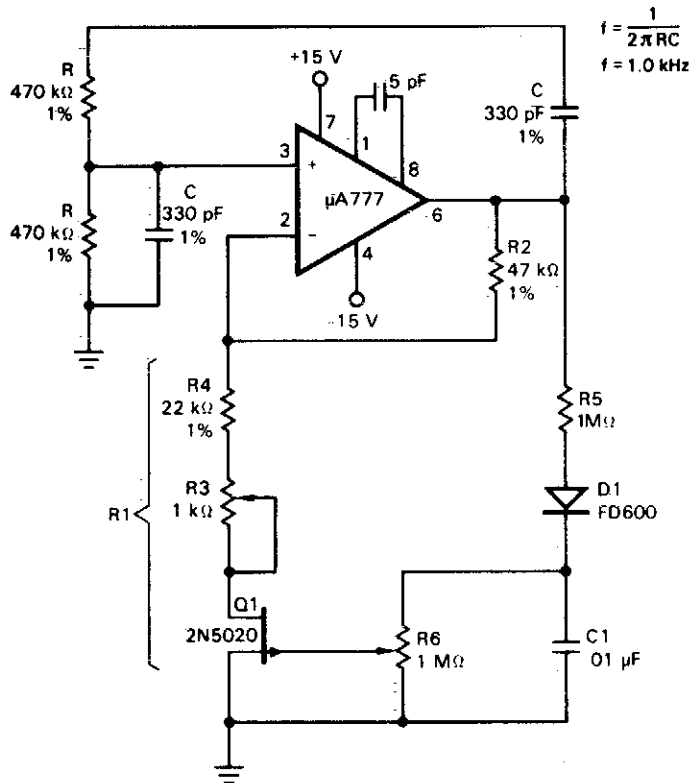 f = 1
2πRC
f = 1.0 kHz
+15 V
5 pF
R
470 kΩ
1%
C
330 pF
1%
7
1
8
3
+
μA777
6
2
−
4
R
470 kΩ
1%
C
330 pF
1%
R2
47 kΩ
1%
-15 V
R4
22 kΩ
1%
R5
1MΩ
R1
R3
1 kΩ
D1
FD600
Q1
2N5020
R6
1 MΩ
C1
.01 μF